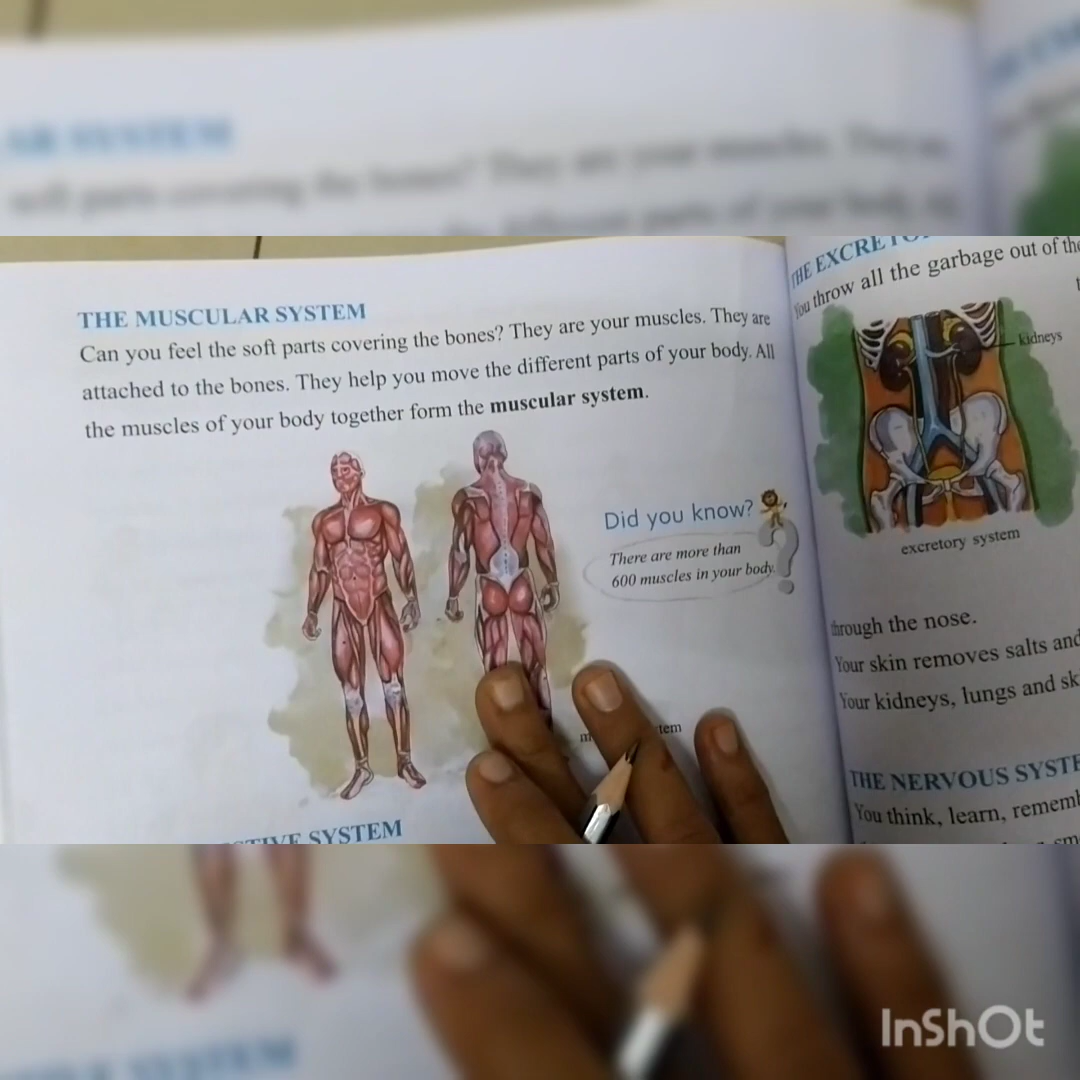 THE MUSCULAR SYSTEM
Can you feel the soft parts covering the bones? They are your muscles. They are
attached to the bones. They help you move the different parts of your body. All
the muscles of your body together form the muscular system.
Did you know?
There are more than
600 muscles in your body.
tem
SYSTEM
THE
You throw all the garbage out of the
kidneys
excretory system
through the nose.
Your skin removes salts and
Your kidneys, lungs and sk
THE NERVOUS SYSTE
You think, learn, rememb
InShOt